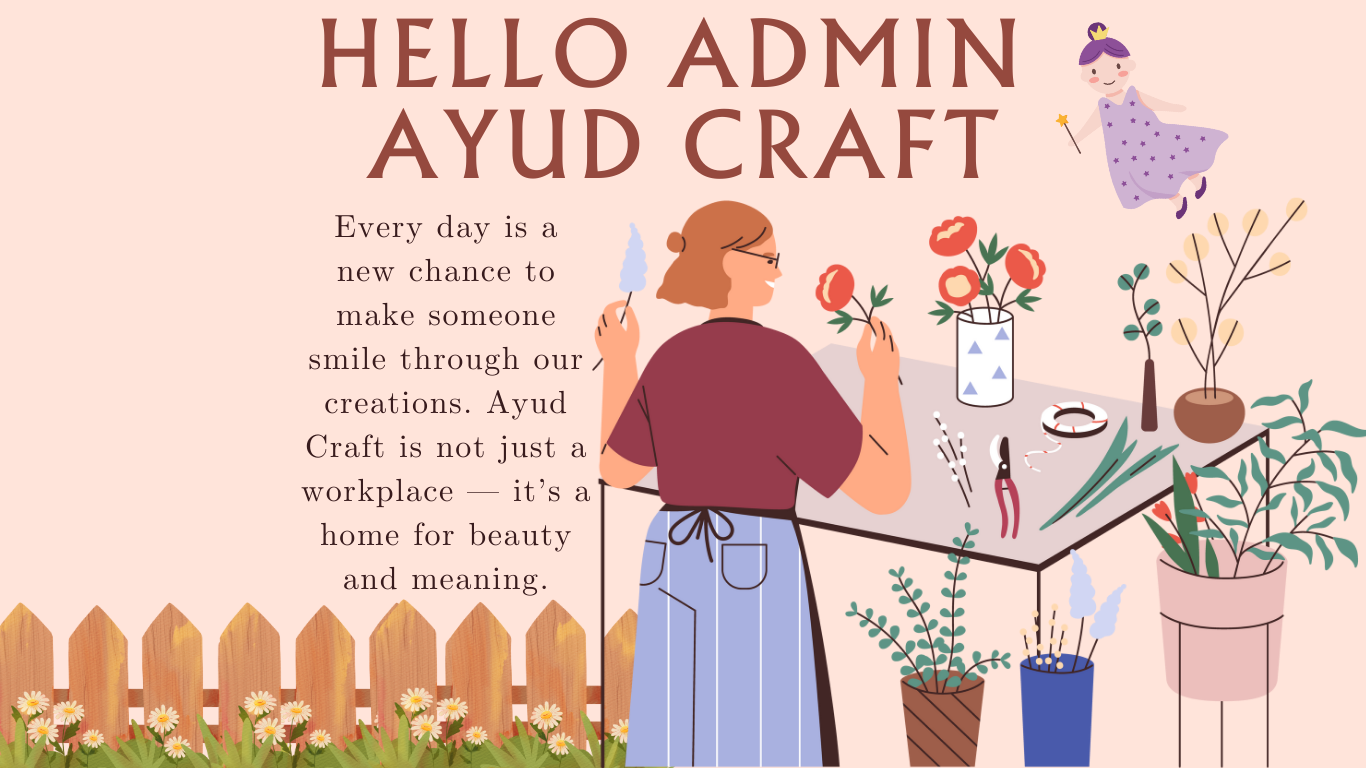 HELLO ADMIN
AYUD CRAFT
Every day is a
new chance to
make someone
smile through our
creations. Ayud
Craft is not just a
workplace — it's a
home for beauty
and meaning.